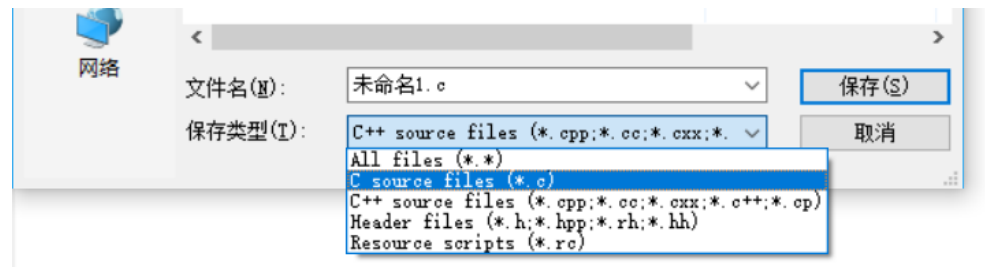 网络
文件名(N):
未命名1.c
保存(S)
保存类型(T):
C++ source files (*.cpp;*.cc;*.cxx;*.
取消
All files (*.*)
C source files (*.c)
C++ source files (*.cpp;*.cc;*.cxx;*.c++;*.cp)
Header files (*.h;*.hpp;*.rh;*.hh)
Resource scripts (*.rc)